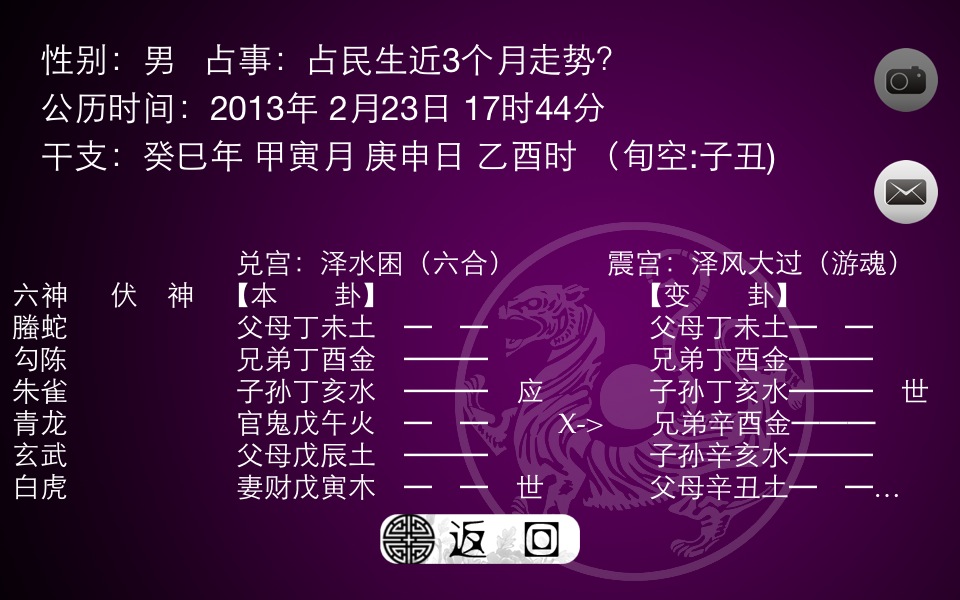 性别：男 占事：占民生近3个月走势?
公历时间：2013年 2月23日 17时44分
干支：癸巳年 甲寅月 庚申日 乙酉时 （旬空:子丑)
兑宫：泽水困（六合） 震宫：泽风大过（游魂）
六神 伏 神 【本 卦】 【变 卦】
螣蛇 父母丁未土 父母丁未土
勾陈 兄弟丁酉金 兄弟丁酉金
朱雀 子孙丁亥水 应 子孙丁亥水 世
青龙 官鬼戊午火 X-> 兄弟辛酉金
玄武 父母戊辰土 子孙辛亥水
白虎 妻财戊寅木 世 父母辛丑土 ...
返 回